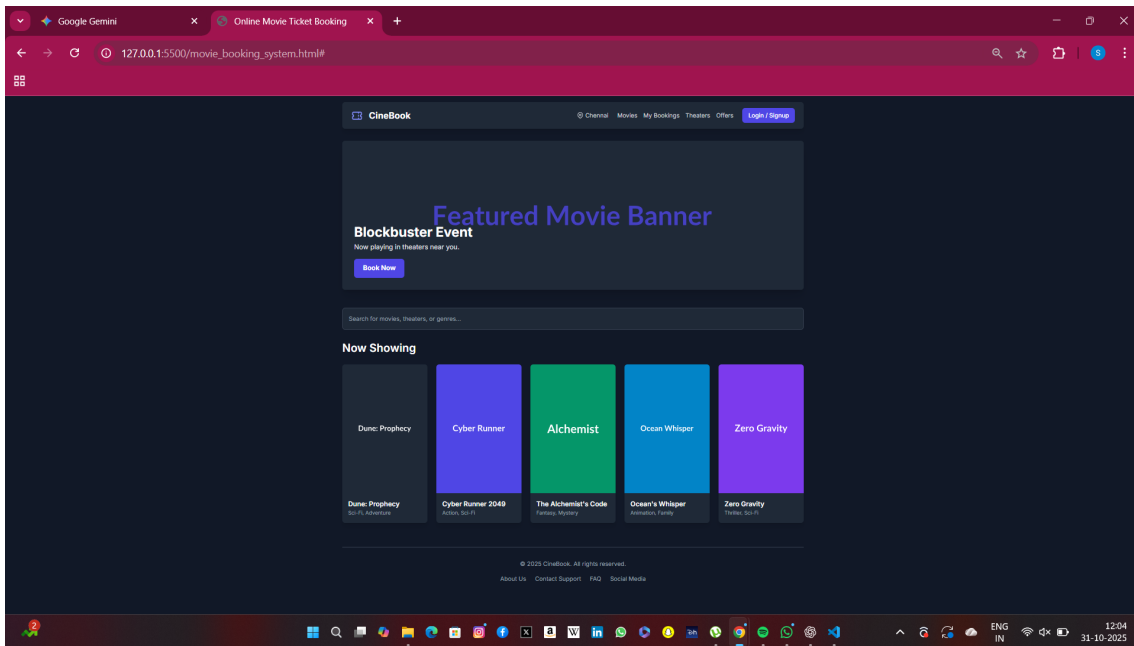 Google Gemini
Online Movie Ticket Booking
127.0.0.1:5500/movie_booking_system.html#
S
CineBook
Chennai Movies My Bookings Theaters Offers Login / Signup
Featured Movie Banner
Blockbuster Event
Now playing in theaters near you.
Book Now
Search for movies, theaters, or genres...
Now Showing
Dune: Prophecy Cyber Runner Alchemist Ocean Whisper Zero Gravity
Dune: Prophecy Cyber Runner 2049 The Alchemist's Code Ocean's Whisper Zero Gravity
Sci-Fi, Adventure Action, Sci-Fi Fantasy, Mystery Animation, Family Thriller, Sci-Fi
© 2025 CineBook. All rights reserved.
About Us Contact Support FAQ Social Media
2
ENG 12:04
IN 31-10-2025